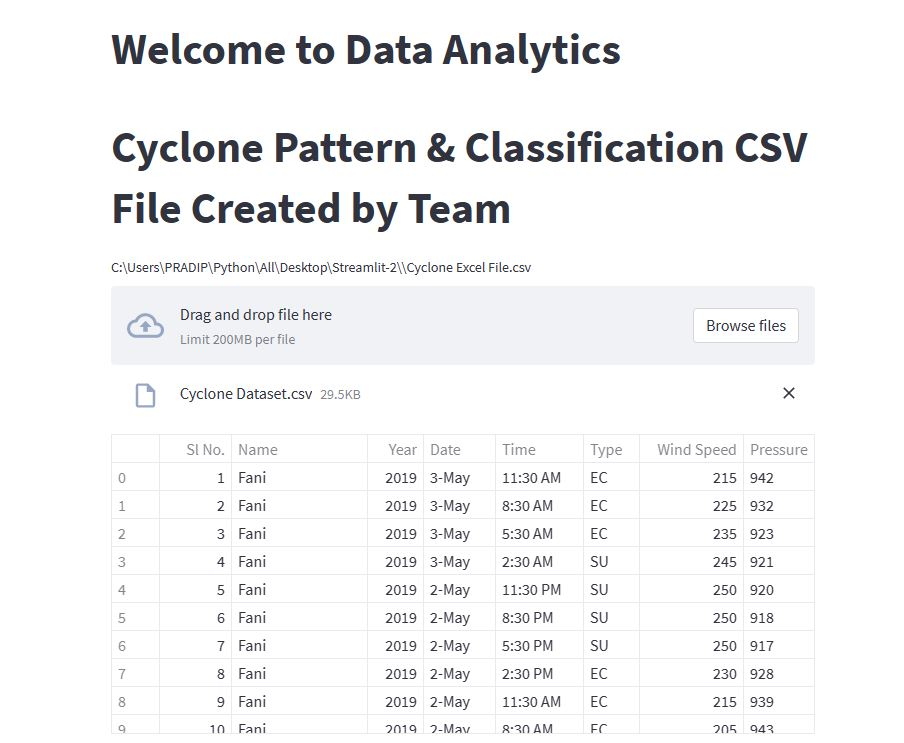 Welcome to Data Analytics
Cyclone Pattern & Classification CSV
File Created by Team
C:\Users\PRADIP\Python\All\Desktop\Streamlit-2\\Cyclone Excel File.csv
Drag and drop file here
Limit 200MB per file
Browse files
Cyclone Dataset.csv 29.5KB
Sl No. Name Year Date Time Type Wind Speed Pressure
0 1 Fani 2019 3-May 11:30 AM EC 215 942
1 2 Fani 2019 3-May 8:30 AM EC 225 932
2 3 Fani 2019 3-May 5:30 AM EC 235 923
3 4 Fani 2019 3-May 2:30 AM SU 245 921
4 5 Fani 2019 2-May 11:30 PM SU 250 920
5 6 Fani 2019 2-May 8:30 PM SU 250 918
6 7 Fani 2019 2-May 5:30 PM SU 250 917
7 8 Fani 2019 2-May 2:30 PM EC 230 928
8 9 Fani 2019 2-May 11:30 AM EC 215 939
9 10 Fani 2019 2-May 8:30 AM EC 205 943